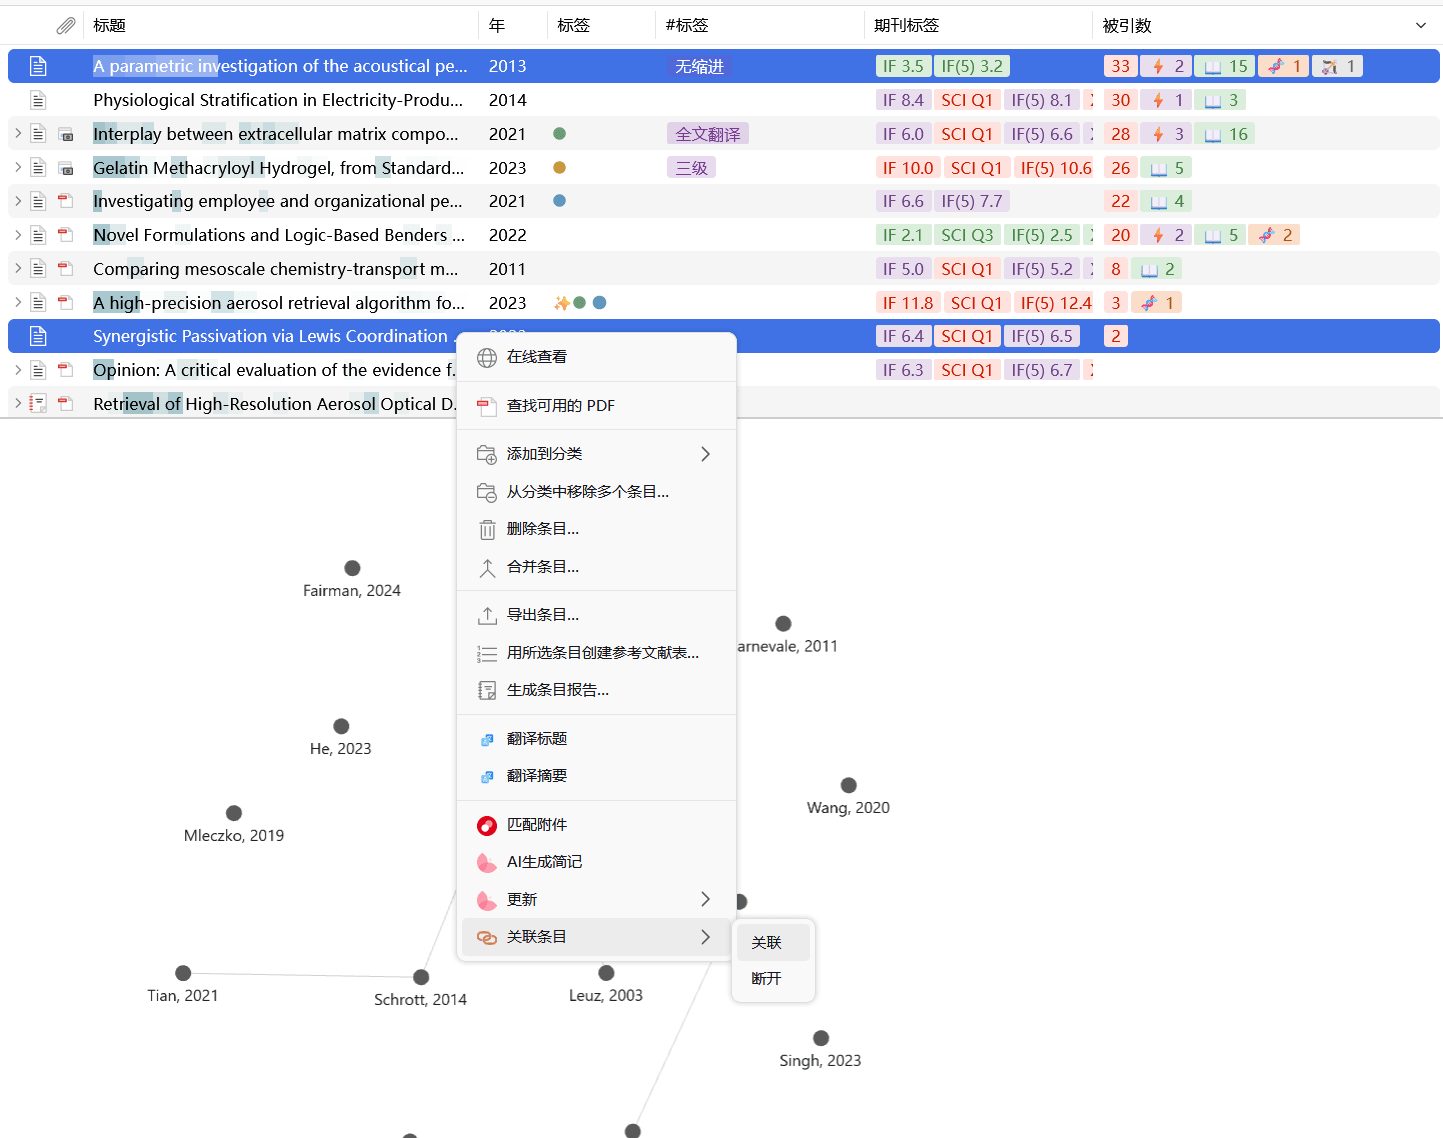 标题 年 标签 #标签 期刊标签 被引数
A parametric investigation of the acoustical pe... 2013 无缩进 IF 3.5 IF(5) 3.2 33 2 15 1 1
Physiological Stratification in Electricity-Produ... 2014 IF 8.4 SCI Q1 IF(5) 8.1 30 1 3
Interplay between extracellular matrix compo... 2021 全文翻译 IF 6.0 SCI Q1 IF(5) 6.6 28 3 16
Gelatin Methacryloyl Hydrogel, from Standard... 2023 三级 IF 10.0 SCI Q1 IF(5) 10.6 26 5
Investigating employee and organizational pe... 2021 IF 6.6 IF(5) 7.7 22 4
Novel Formulations and Logic-Based Benders ... 2022 IF 2.1 SCI Q3 IF(5) 2.5 20 2 5 2
Comparing mesoscale chemistry-transport m... 2011 IF 5.0 SCI Q1 IF(5) 5.2 8 2
A high-precision aerosol retrieval algorithm fo... 2023 IF 11.8 SCI Q1 IF(5) 12.4 3 1
Synergistic Passivation via Lewis Coordination IF 6.4 SCI Q1 IF(5) 6.5 2
Opinion: A critical evaluation of the evidence f. IF 6.3 SCI Q1 IF(5) 6.7
Retrieval of High-Resolution Aerosol Optical D.
在线查看
查找可用的 PDF
添加到分类
从分类中移除多个条目...
删除条目...
合并条目...
导出条目...
用所选条目创建参考文献表...
生成条目报告...
翻译标题
翻译摘要
匹配附件
AI生成简记
更新
关联条目
关联
断开
Fairman, 2024
arnevale, 2011
He, 2023
Wang, 2020
Mleczko, 2019
Tian, 2021
Schrott, 2014
Leuz, 2003
Singh, 2023